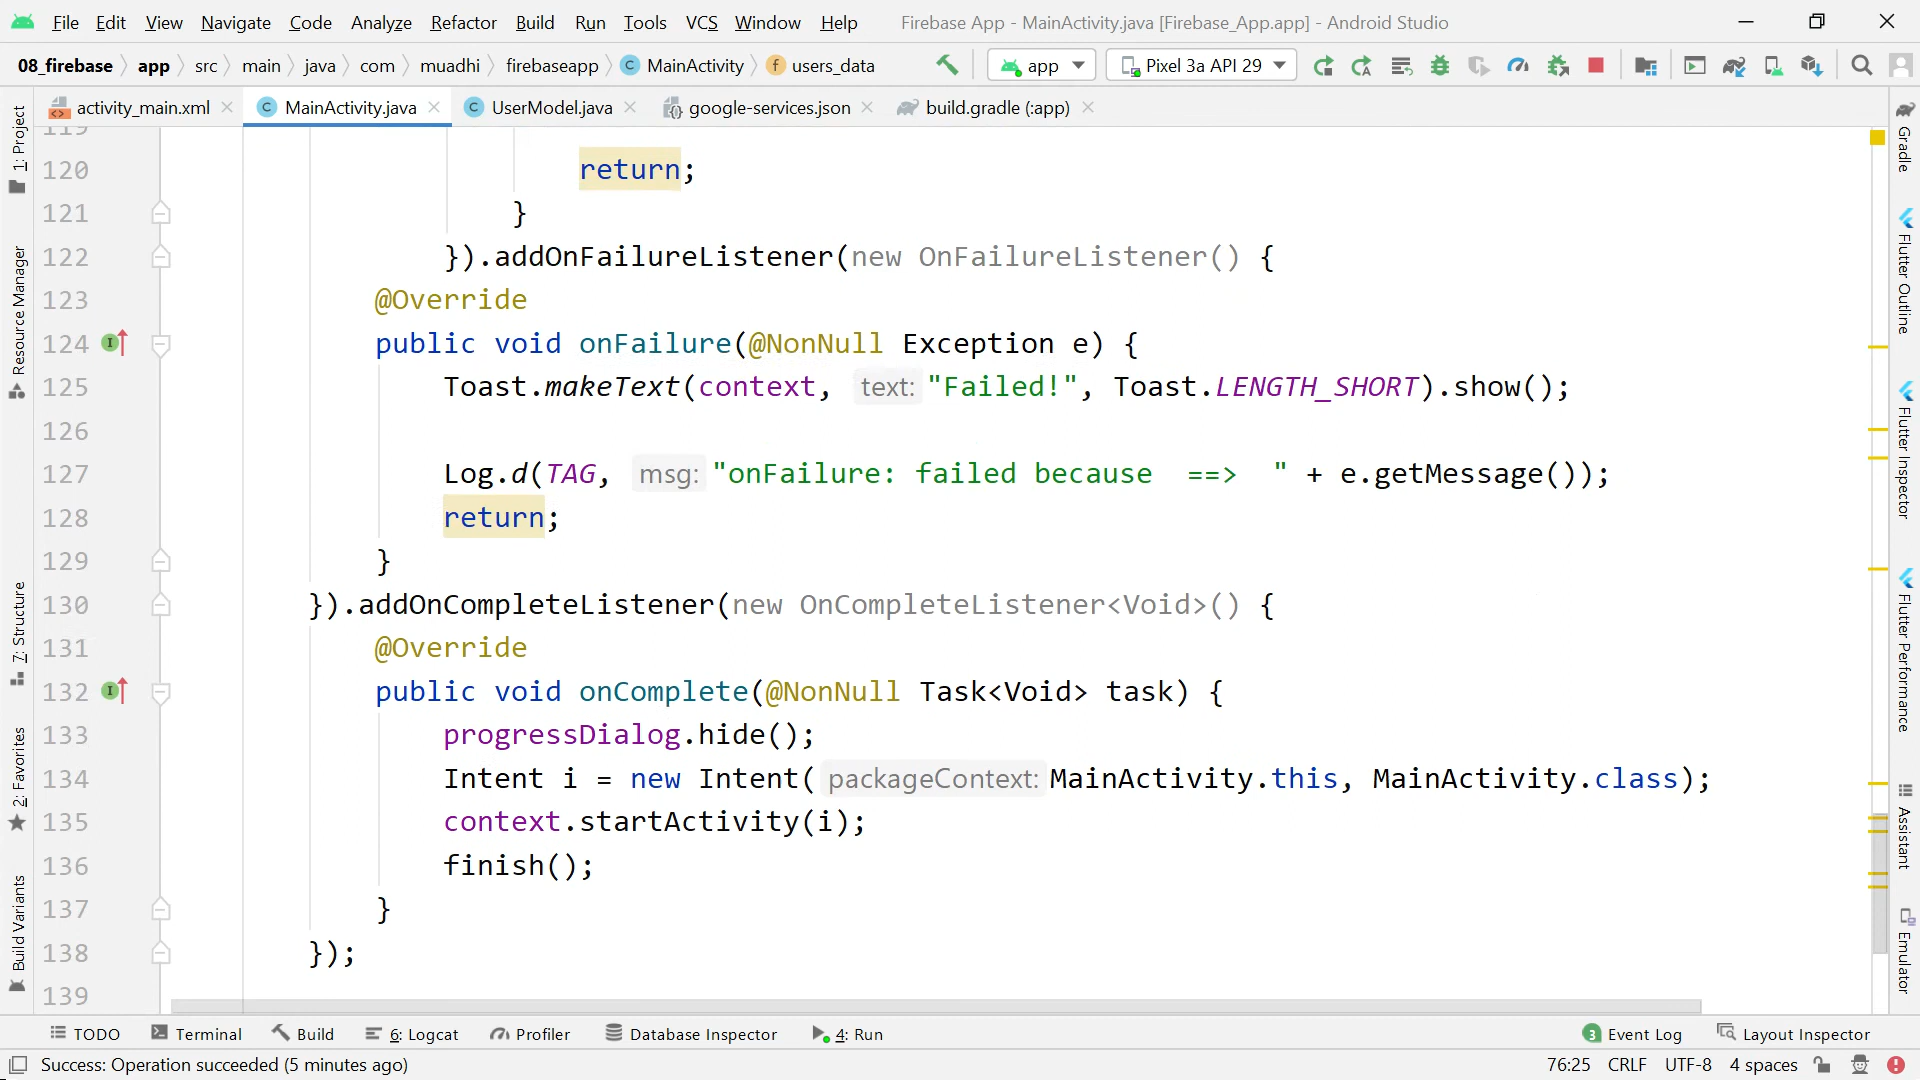 File Edit View Navigate Code Analyze Refactor Build Run Tools VCS Window Help Firebase App - MainActivity.java [Firebase_App.app] - Android Studio
08_firebase app src main java com muadhi firebaseapp C MainActivity f users_data app Pixel 3a API 29
activity_main.xml C MainActivity.java C UserModel.java google-services.json build.gradle (:app)
119
120 return;
121 }
122 }).addOnFailureListener(new OnFailureListener() {
123 @Override
124 public void onFailure(@NonNull Exception e) {
125 Toast.makeText(context, text: "Failed!", Toast.LENGTH_SHORT).show();
126
127 Log.d(TAG, msg: "onFailure: failed because  ==>  " + e.getMessage());
128 return;
129 }
130 }).addOnCompleteListener(new OnCompleteListener<Void>() {
131 @Override
132 public void onComplete(@NonNull Task<Void> task) {
133 progressDialog.hide();
134 Intent i = new Intent( packageContext: MainActivity.this, MainActivity.class);
135 context.startActivity(i);
136 finish();
137 }
138 });
139
1: Project
Resource Manager
7: Structure
2: Favorites
Build Variants
Gradle
Flutter Outline
Flutter Inspector
Flutter Performance
Assistant
Emulator
TODO Terminal Build 6: Logcat Profiler Database Inspector 4: Run 3 Event Log Layout Inspector
Success: Operation succeeded (5 minutes ago) 76:25 CRLF UTF-8 4 spaces